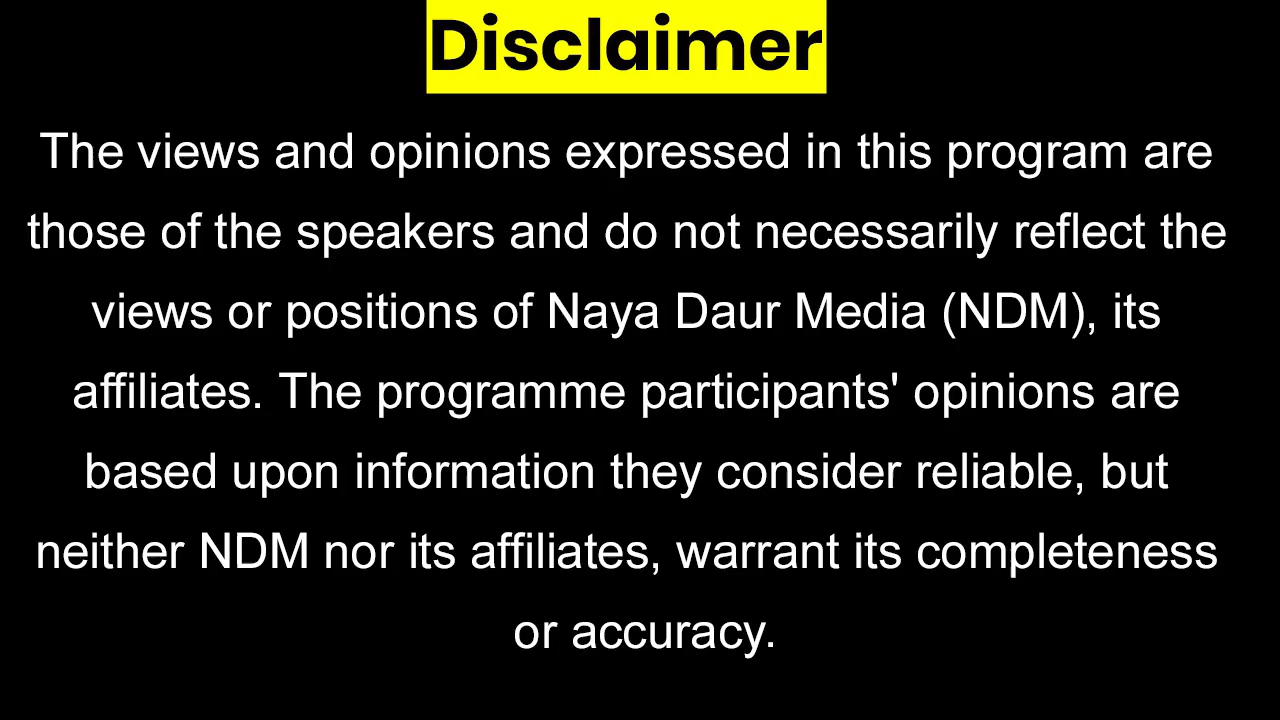 Disclaimer
The views and opinions expressed in this program are
those of the speakers and do not necessarily reflect the
views or positions of Naya Daur Media (NDM), its
affiliates. The programme participants' opinions are
based upon information they consider reliable, but
neither NDM nor its affiliates, warrant its completeness
or accuracy.